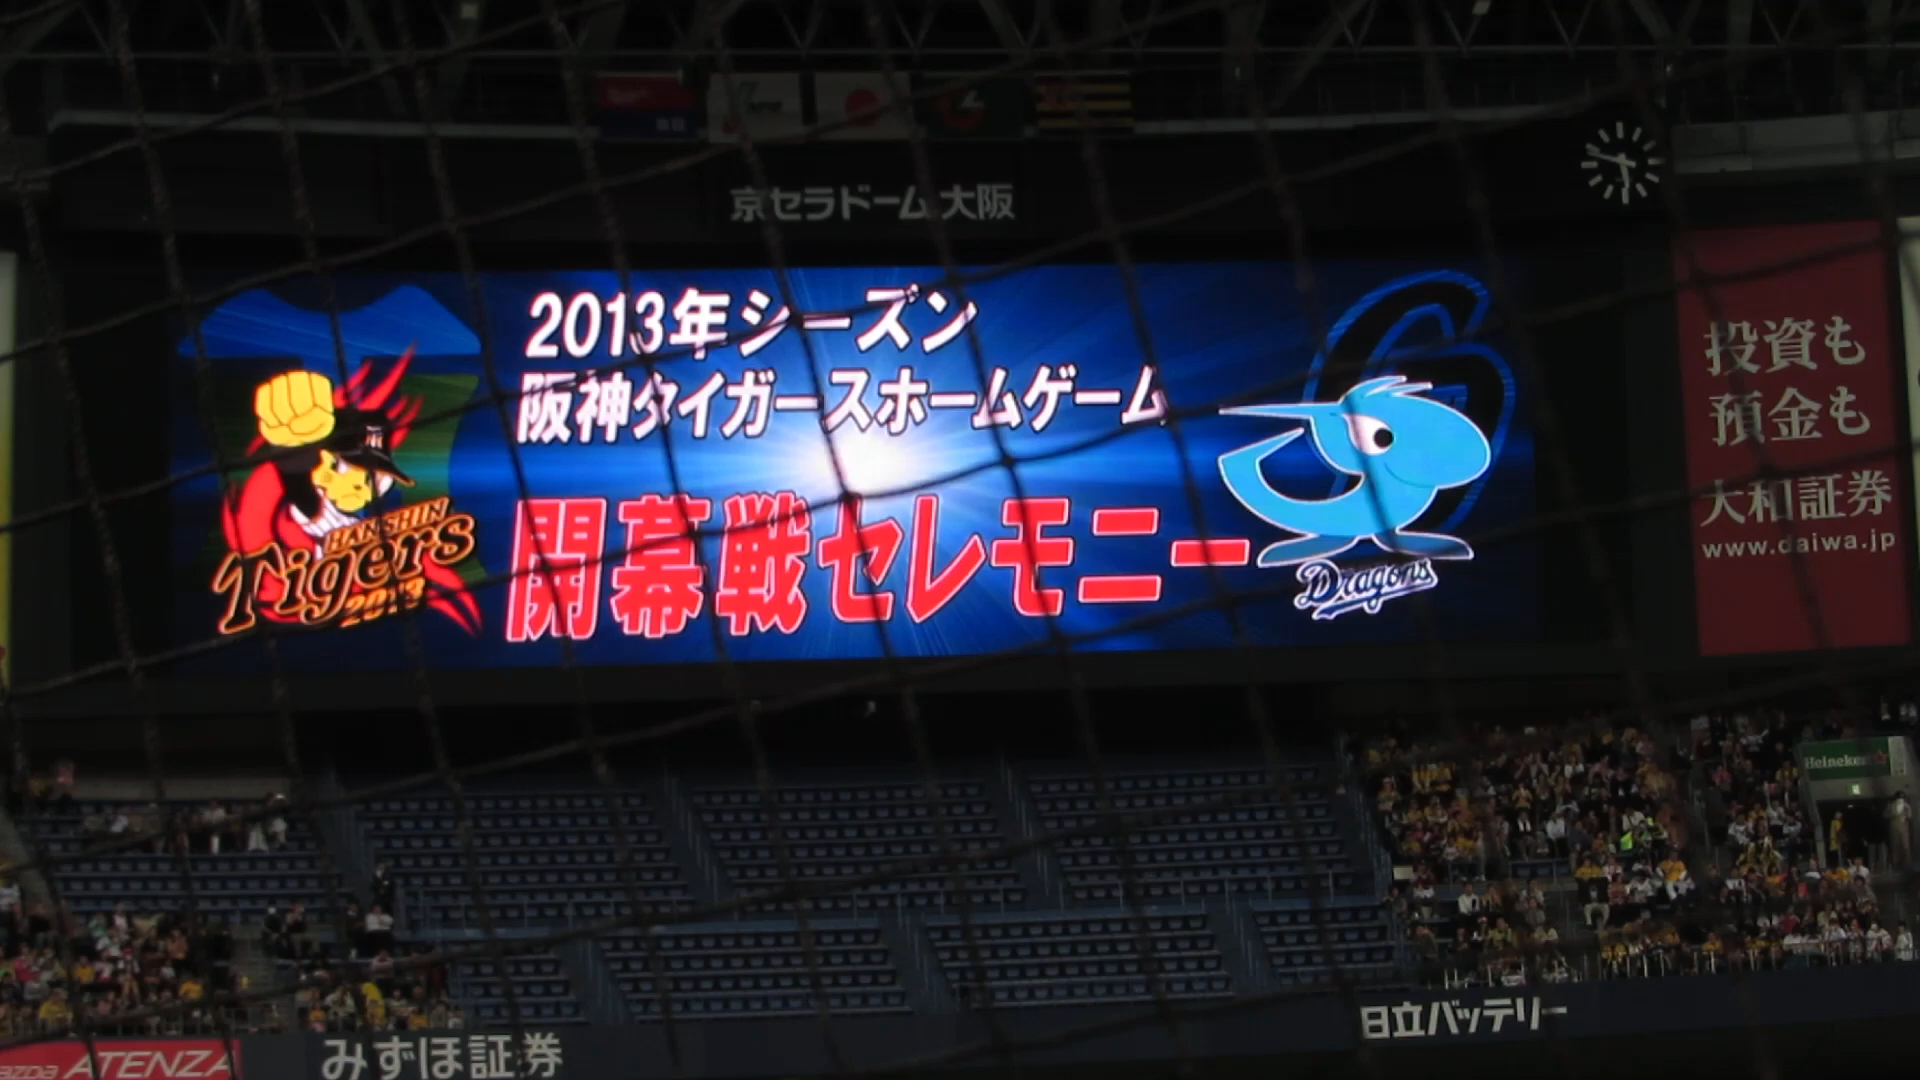 京セラドーム大阪
2013年シーズン
阪神タイガースホームゲーム
開幕戦セレモニー
HANSHIN
Tigers
2013
Dragons
投資も
預金も
大和証券
www.daiwa.jp
Heineken
日立バッテリー
みずほ証券
ATENZA